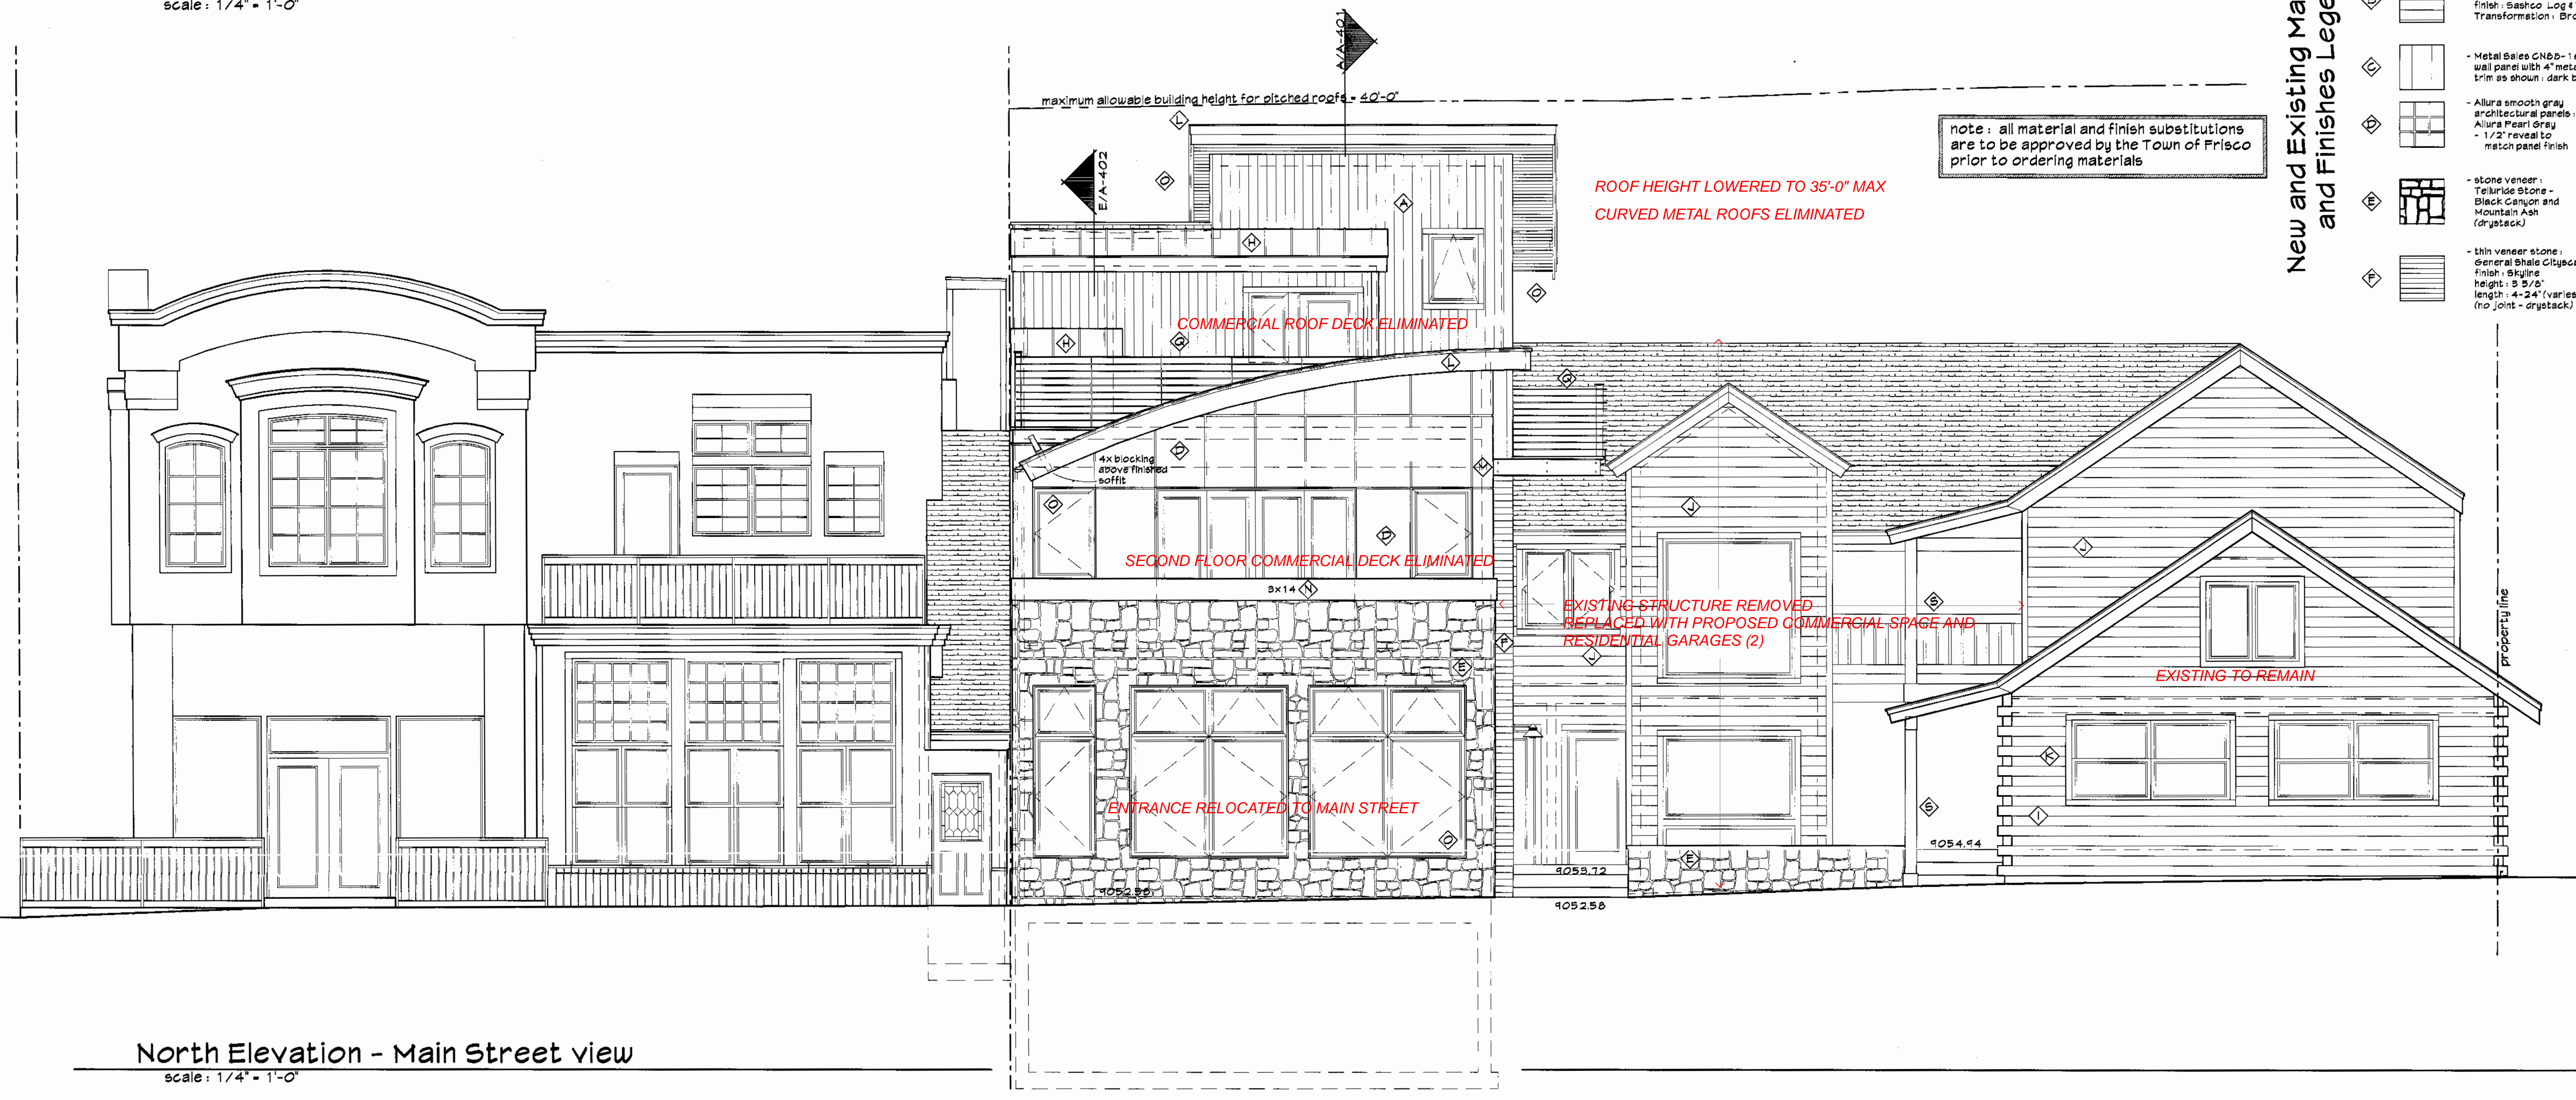 scale : 1/4" = 1'-0"
A/A-401
maximum allowable building height for pitched roofs = 40'-0"
L
E/A-402
O
A
H
ROOF HEIGHT LOWERED TO 35'-0" MAX
CURVED METAL ROOFS ELIMINATED
note : all material and finish substitutions
are to be approved by the Town of Frisco
prior to ordering materials
New and Existing Ma
and Finishes Lege
finish : Sashco Log &
Transformation : Bro
C
- Metal Sales
wall panel with 4" meta
trim as shown : dark b
D
- Allura smooth gray
architectural panels :
Allura Pearl Gray
- 1/2" reveal to
match panel finish
E
- stone veneer :
Telluride Stone -
Black Canyon and
Mountain Ash
(drystack)
F
- thin veneer stone :
General Shale Citysca
finish : Skyline
height : 3 5/8"
length : 4-24" (varies
(no joint - drystack)
O
COMMERCIAL ROOF DECK ELIMINATED
H
L
D
4x blocking
above finished
soffit
M
O
J
D
J
SECOND FLOOR COMMERCIAL DECK ELIMINATED
3x14
N
S
EXISTING STRUCTURE REMOVED
REPLACED WITH PROPOSED COMMERCIAL SPACE AND
RESIDENTIAL GARAGES (2)
property line
F
J
E
EXISTING TO REMAIN
K
ENTRANCE RELOCATED TO MAIN STREET
S
I
O
9054.94
E
9053.72
9052.58
North Elevation - Main Street view
scale : 1/4" = 1'-0"